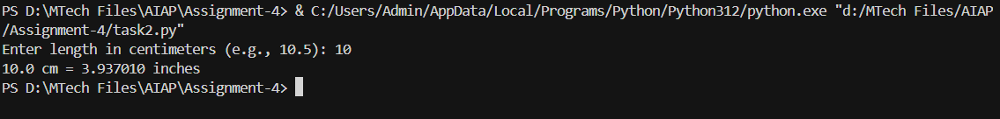 PS D:\MTech Files\AIAP\Assignment-4> & C:/Users/Admin/AppData/Local/Programs/Python/Python312/python.exe "d:/MTech Files/AIAP
/Assignment-4/task2.py"
Enter length in centimeters (e.g., 10.5): 10
10.0 cm = 3.937010 inches
PS D:\MTech Files\AIAP\Assignment-4>